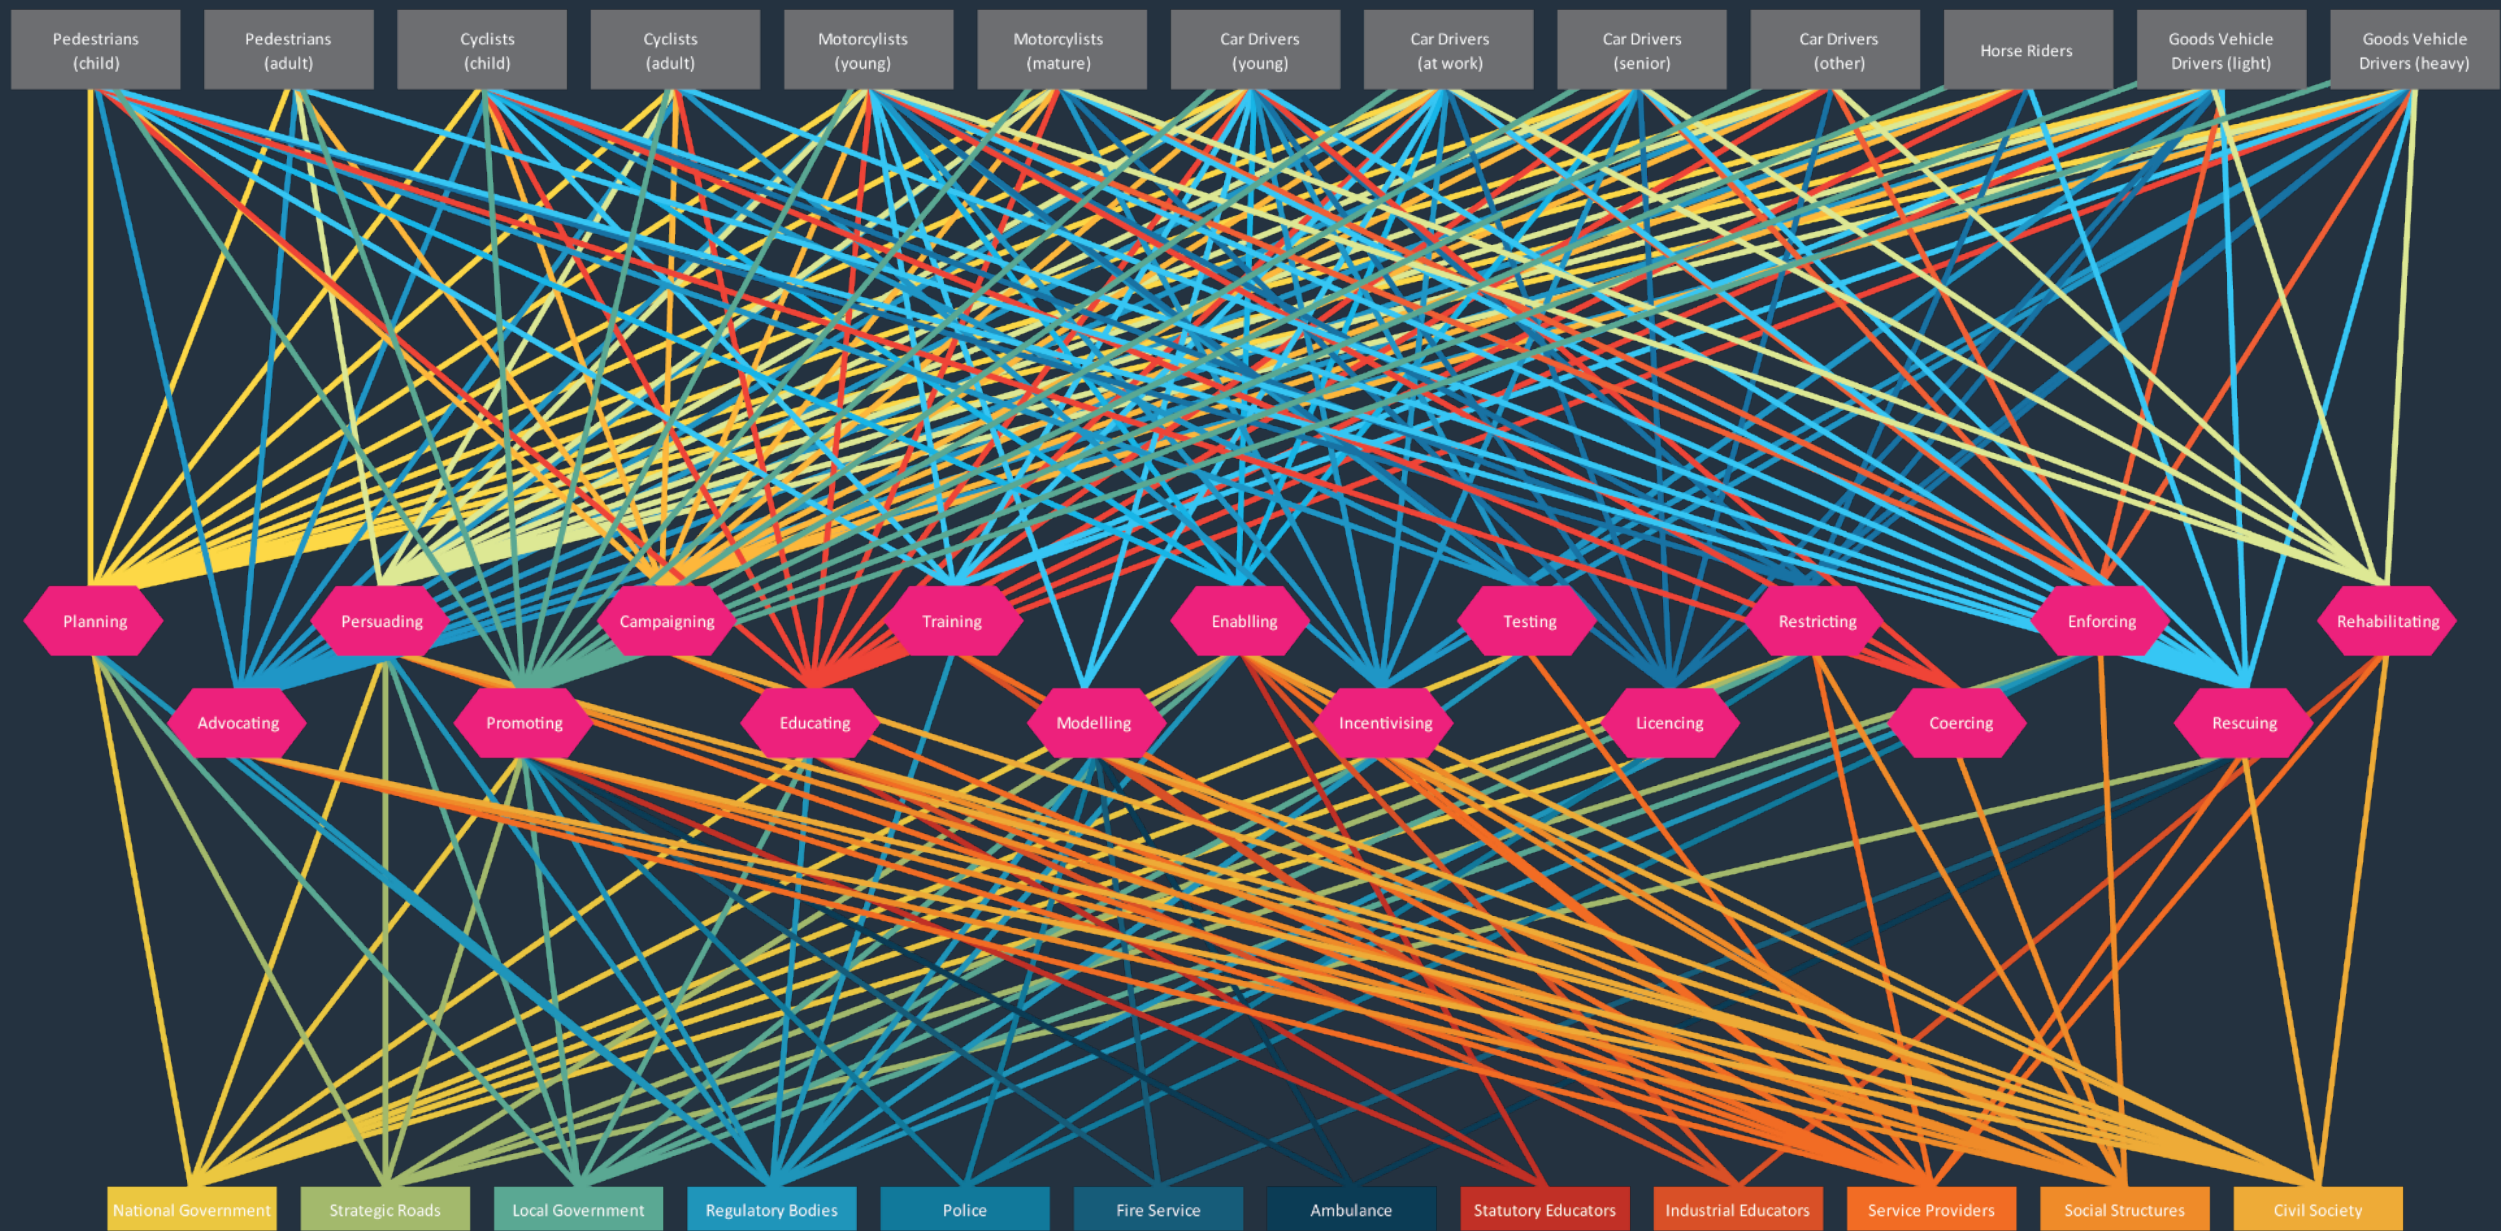 Pedestrians
(child)
Pedestrians
(adult)
Cyclists
(child)
Cyclists
(adult)
Motorcylists
(young)
Motorcylists
(mature)
Car Drivers
(young)
Car Drivers
(at work)
Car Drivers
(senior)
Car Drivers
(other)
Horse Riders
Goods Vehicle
Drivers (light)
Goods Vehicle
Drivers (heavy)
Planning
Persuading
Campaigning
Training
Enablling
Testing
Restricting
Enforcing
Rehabilitating
Advocating
Promoting
Educating
Modelling
Incentivising
Licencing
Coercing
Rescuing
National Government
Strategic Roads
Local Government
Regulatory Bodies
Police
Fire Service
Ambulance
Statutory Educators
Industrial Educators
Service Providers
Social Structures
Civil Society